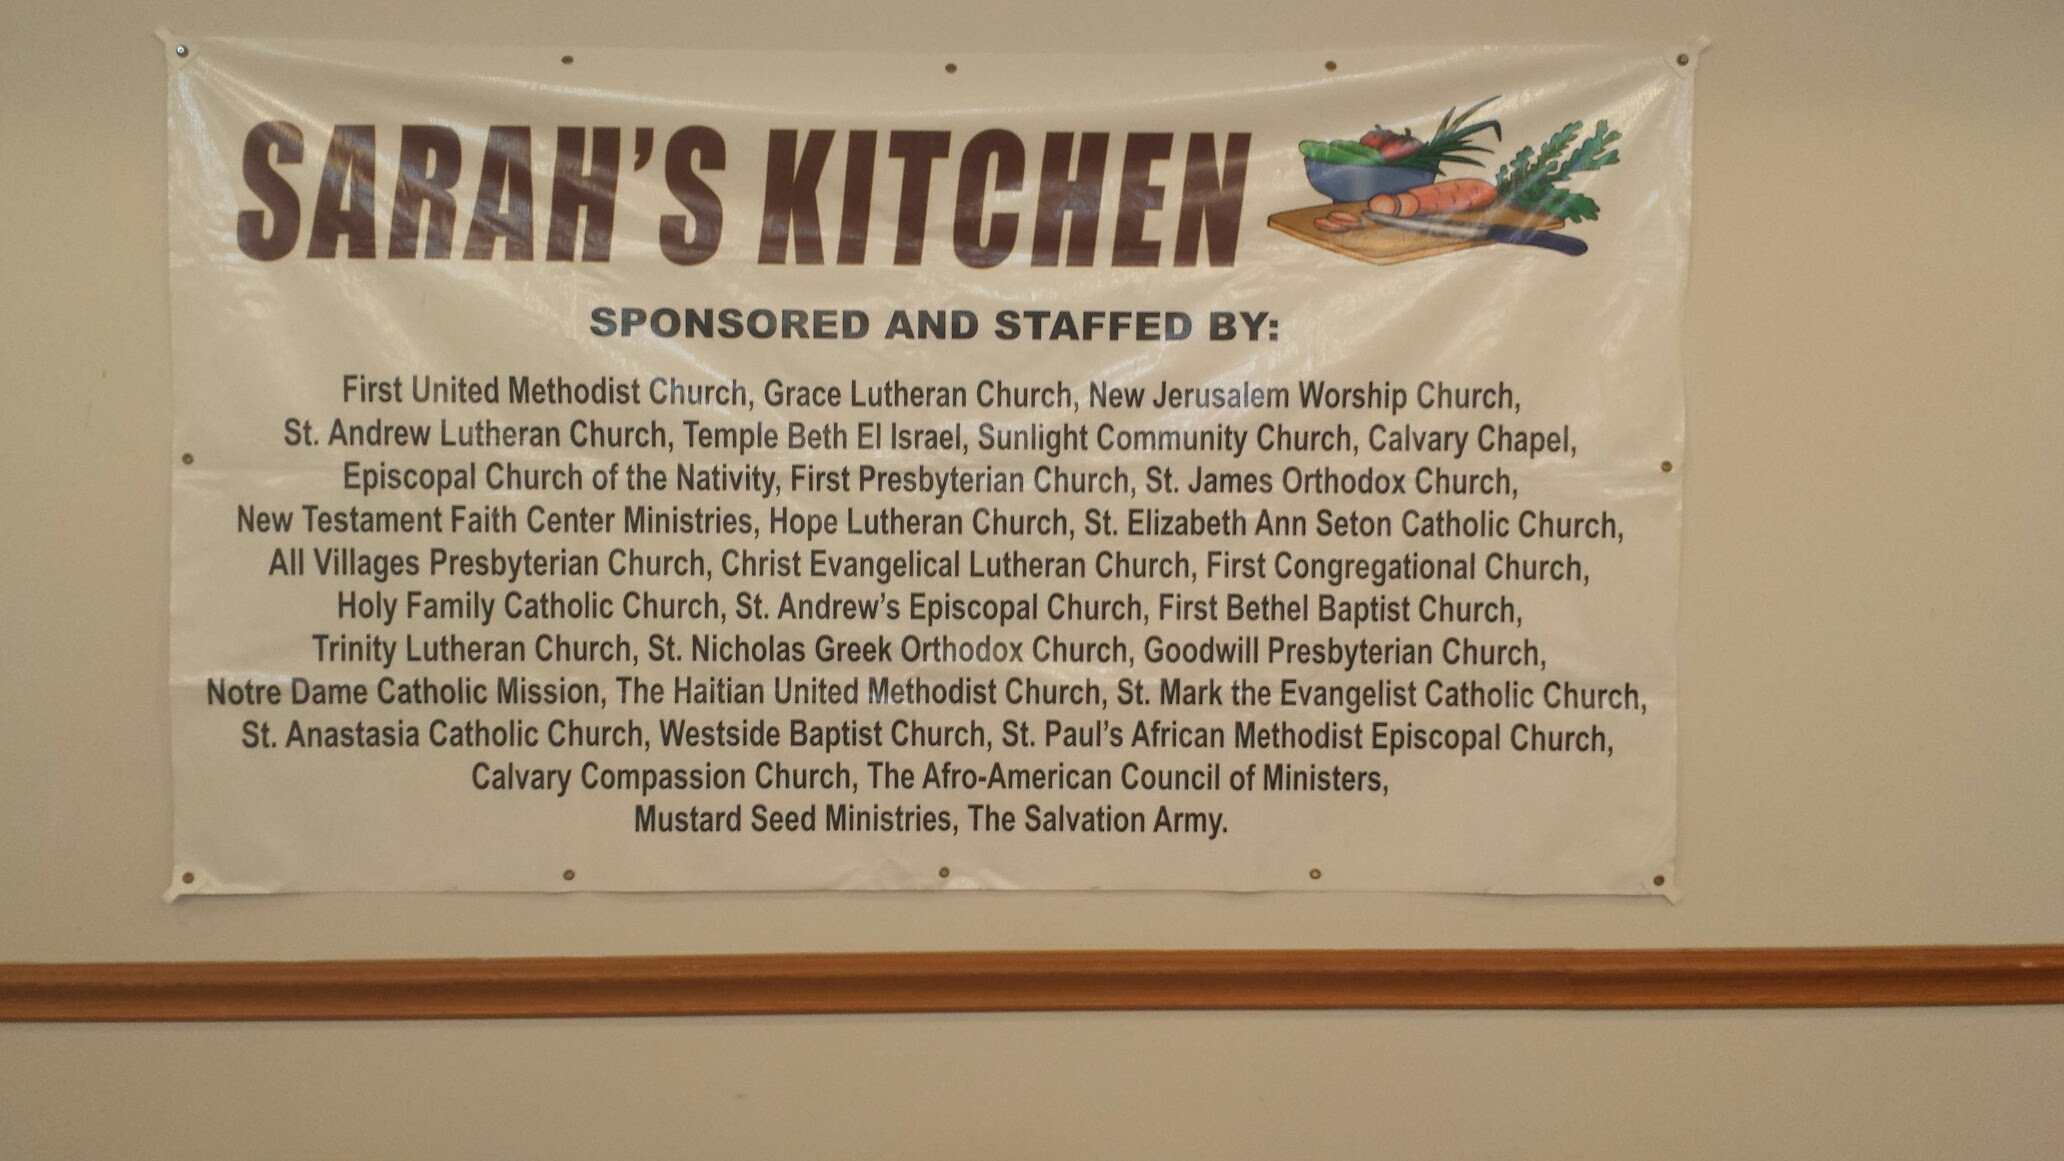 SARAH'S KITCHEN
SPONSORED AND STAFFED BY:
First United Methodist Church, Grace Lutheran Church, New Jerusalem Worship Church,
St. Andrew Lutheran Church, Temple Beth El Israel, Sunlight Community Church, Calvary Chapel,
Episcopal Church of the Nativity, First Presbyterian Church, St. James Orthodox Church,
New Testament Faith Center Ministries, Hope Lutheran Church, St. Elizabeth Ann Seton Catholic Church,
All Villages Presbyterian Church, Christ Evangelical Lutheran Church, First Congregational Church,
Holy Family Catholic Church, St. Andrew's Episcopal Church, First Bethel Baptist Church,
Trinity Lutheran Church, St. Nicholas Greek Orthodox Church, Goodwill Presbyterian Church,
Notre Dame Catholic Mission, The Haitian United Methodist Church, St. Mark the Evangelist Catholic Church,
St. Anastasia Catholic Church, Westside Baptist Church, St. Paul's African Methodist Episcopal Church,
Calvary Compassion Church, The Afro-American Council of Ministers,
Mustard Seed Ministries, The Salvation Army.